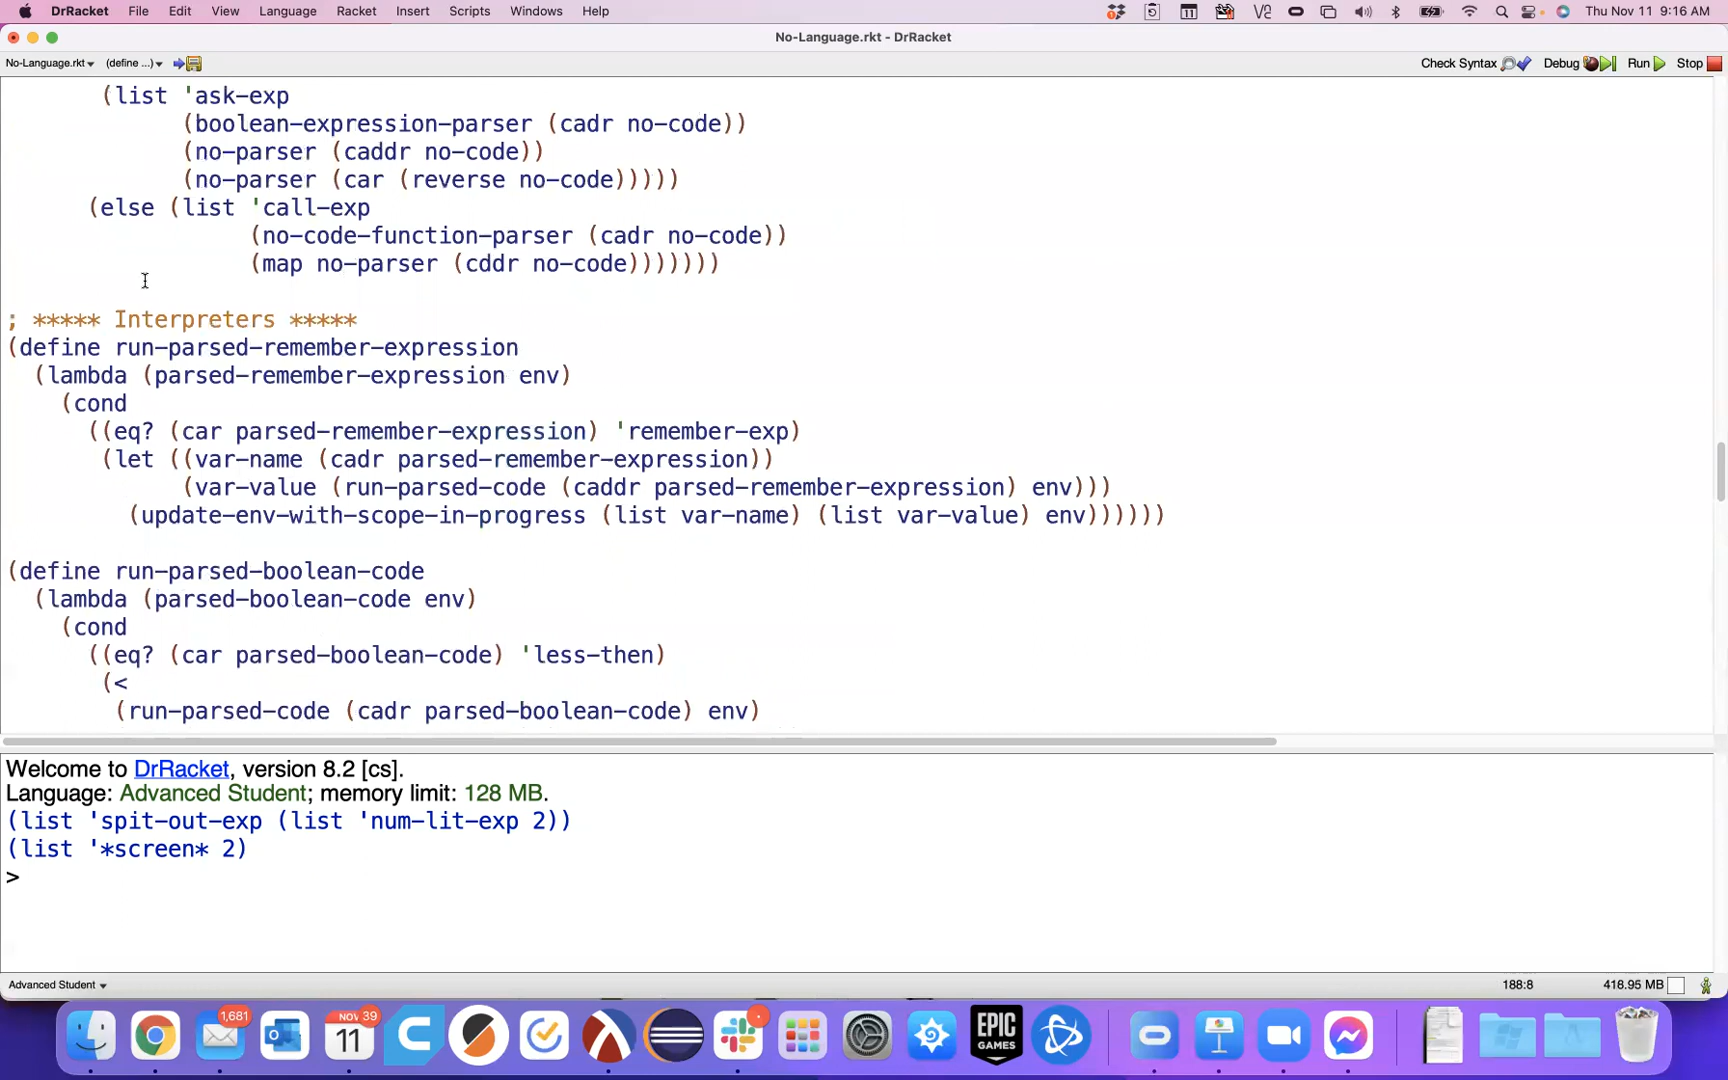 DrRacket File Edit View Language Racket Insert Scripts Windows Help Thu Nov 11 9:16 AM
No-Language.rkt - DrRacket
No-Language.rkt (define ...) Check Syntax Debug Run Stop
(list 'ask-exp
(boolean-expression-parser (cadr no-code))
(no-parser (caddr no-code))
(no-parser (car (reverse no-code)))))
(else (list 'call-exp
(no-code-function-parser (cadr no-code))
(map no-parser (cddr no-code)))))))
; ***** Interpreters *****
(define run-parsed-remember-expression
(lambda (parsed-remember-expression env)
(cond
((eq? (car parsed-remember-expression) 'remember-exp)
(let ((var-name (cadr parsed-remember-expression))
(var-value (run-parsed-code (caddr parsed-remember-expression) env)))
(update-env-with-scope-in-progress (list var-name) (list var-value) env))))))
(define run-parsed-boolean-code
(lambda (parsed-boolean-code env)
(cond
((eq? (car parsed-boolean-code) 'less-then)
(<
(run-parsed-code (cadr parsed-boolean-code) env)
Welcome to DrRacket, version 8.2 [cs].
Language: Advanced Student; memory limit: 128 MB.
(list 'spit-out-exp (list 'num-lit-exp 2))
(list '*screen* 2)
>
Advanced Student 188:8 418.95 MB
1,681
NOV 39
11
EPIC
GAMES